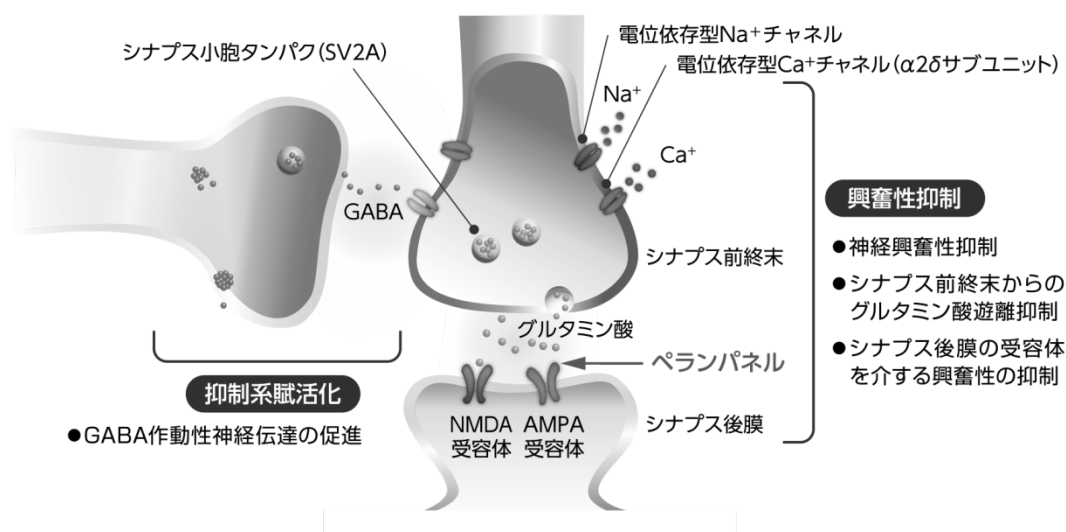 シナプス小胞タンパク(SV2A)
電位依存型Na⁺チャネル
電位依存型Ca⁺チャネル(α2δサブユニット)
Na⁺
Ca⁺
GABA
シナプス前終末
グルタミン酸
ペランパネル
NMDA
受容体
AMPA
受容体
シナプス後膜
抑制系賦活化
●GABA作動性神経伝達の促進
興奮性抑制
●神経興奮性抑制
●シナプス前終末からの
グルタミン酸遊離抑制
●シナプス後膜の受容体
を介する興奮性の抑制